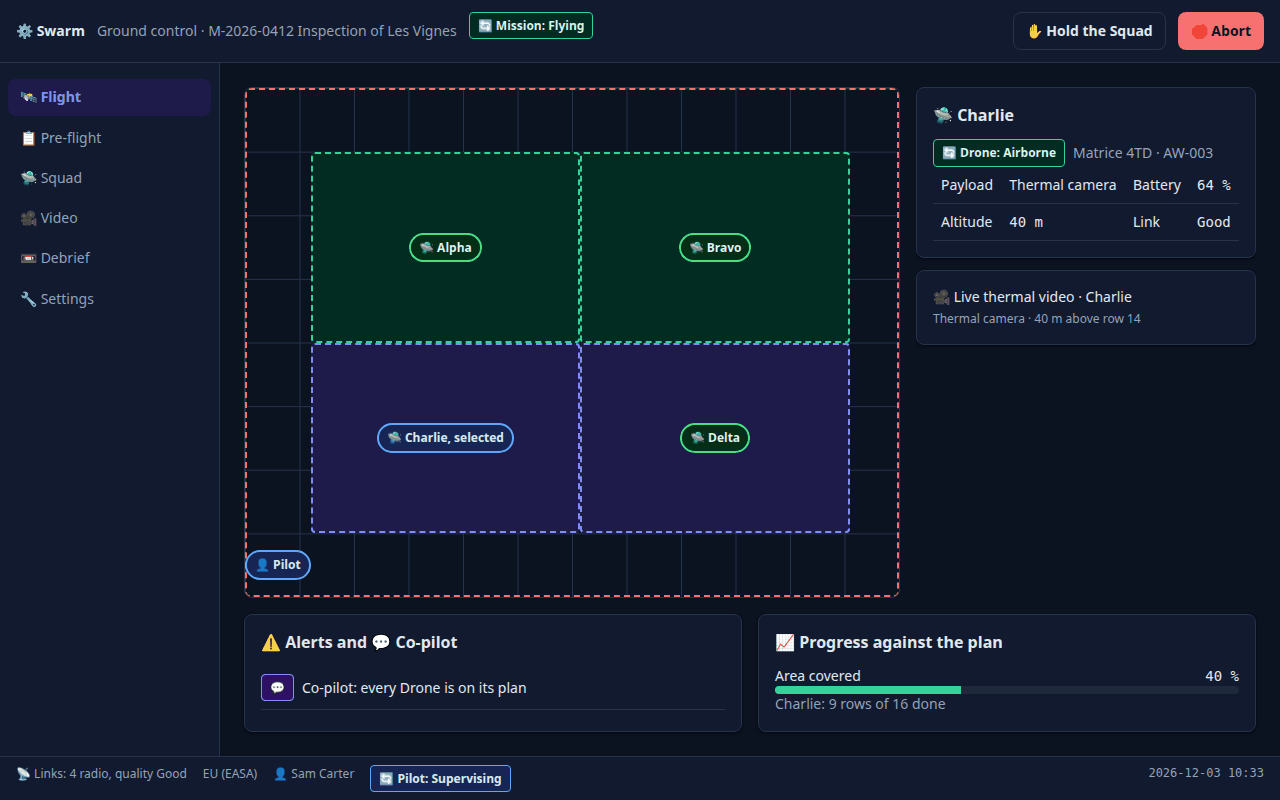 ⚙️ Swarm Ground control · M-2026-0412 Inspection of Les Vignes 🔄 Mission: Flying ✋ Hold the Squad 🛑 Abort
🛰️ Flight
📋 Pre-flight
🛸 Squad
🎥 Video
📼 Debrief
🔧 Settings
🛸 Alpha
🛸 Bravo
🛸 Charlie, selected
🛸 Delta
👤 Pilot
🛸 Charlie
🔄 Drone: Airborne Matrice 4TD · AW-003
Payload Thermal camera Battery 64 %
Altitude 40 m Link Good
🎥 Live thermal video · Charlie
Thermal camera · 40 m above row 14
⚠️ Alerts and 💬 Co-pilot
💬 Co-pilot: every Drone is on its plan
📈 Progress against the plan
Area covered 40 %
Charlie: 9 rows of 16 done
📡 Links: 4 radio, quality Good EU (EASA) 👤 Sam Carter 🔄 Pilot: Supervising 2026-12-03 10:33